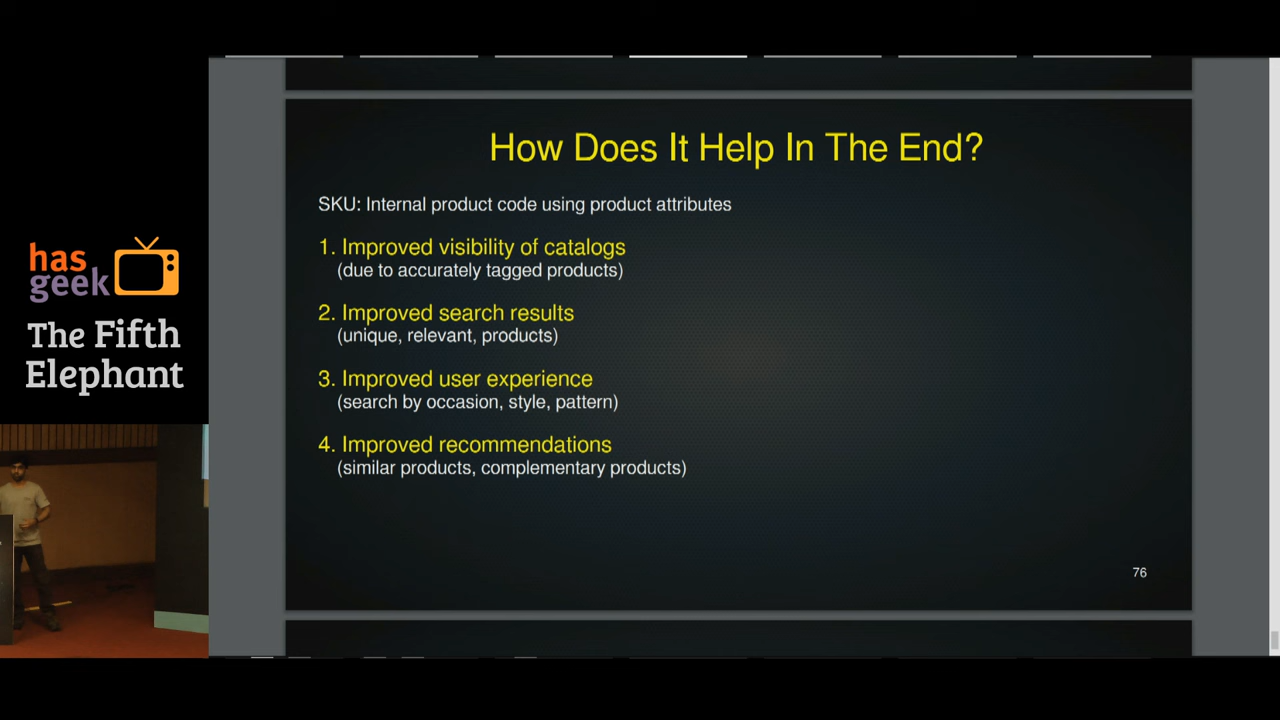 How Does It Help In The End?
SKU: Internal product code using product attributes
1. Improved visibility of catalogs
(due to accurately tagged products)
2. Improved search results
(unique, relevant, products)
3. Improved user experience
(search by occasion, style, pattern)
4. Improved recommendations
(similar products, complementary products)
76
has
geek
The Fifth
Elephant